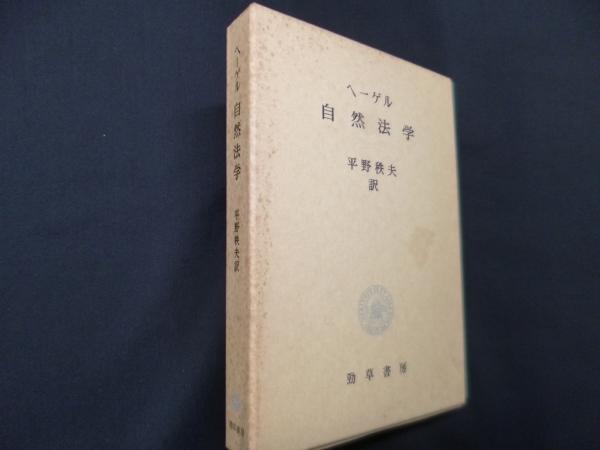 ヘーゲル 自然法学
平野秩夫訳
ヘーゲル
自然法学
平野秩夫
訳
勁草書房